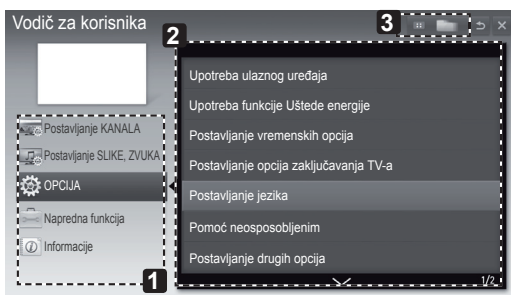 Vodič za korisnika
3
2
Upotreba ulaznog uređaja
Upotreba funkcije Uštede energije
Postavljanje vremenskih opcija
Postavljanje opcija zaključavanja TV-a
Postavljanje jezika
Pomoć neosposobljenim
Postavljanje drugih opcija
1/2
Postavljanje KANALA
Postavljanje SLIKE, ZVUKA
OPCIJA
Napredna funkcija
Informacije
1